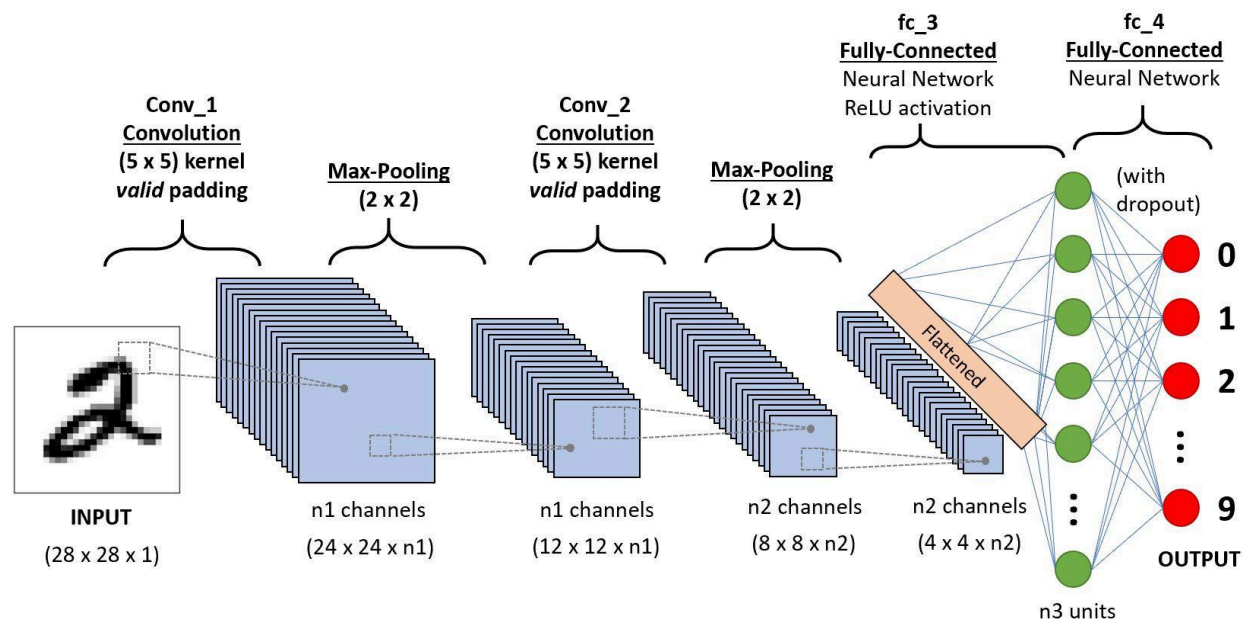 Conv_1
Convolution
(5 x 5) kernel
valid padding
Max-Pooling
(2 x 2)
Conv_2
Convolution
(5 x 5) kernel
valid padding
Max-Pooling
(2 x 2)
fc_3
Fully-Connected
Neural Network
ReLU activation
fc_4
Fully-Connected
Neural Network
(with
dropout)
Flattened
0
1
2
9
OUTPUT
2
INPUT
(28 x 28 x 1)
n1 channels
(24 x 24 x n1)
n1 channels
(12 x 12 x n1)
n2 channels
(8 x 8 x n2)
n2 channels
(4 x 4 x n2)
n3 units